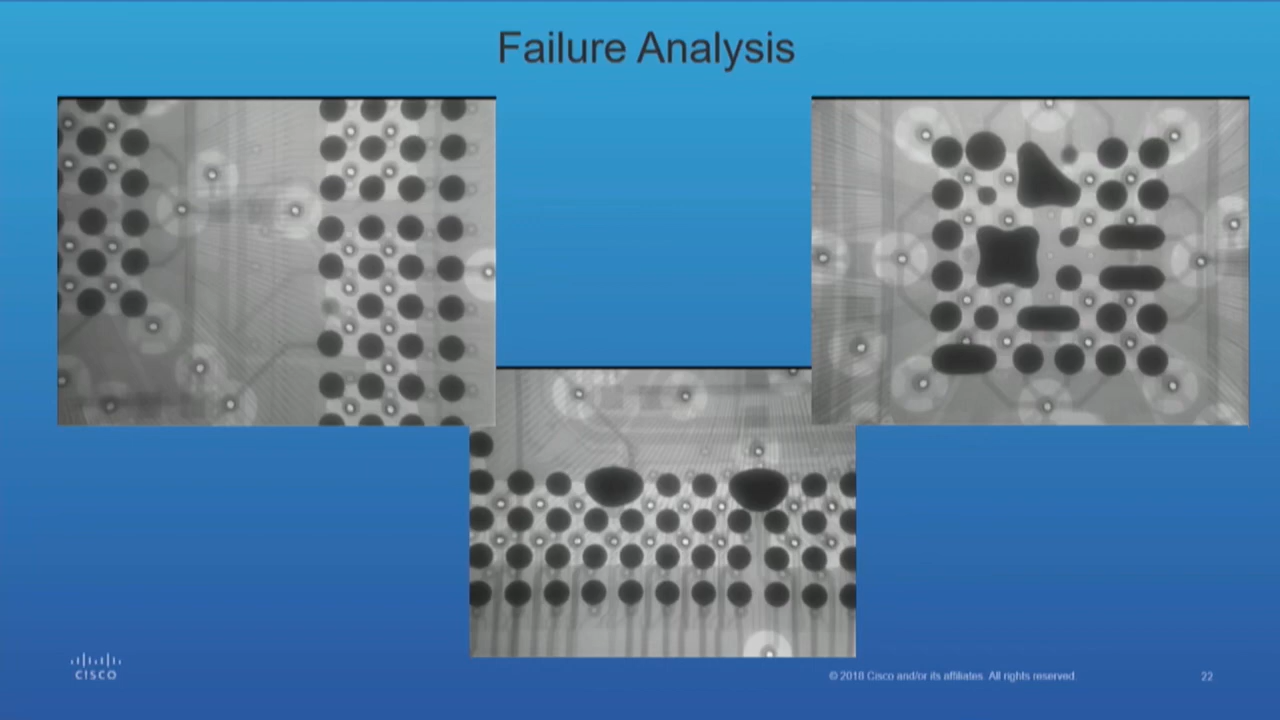 Failure Analysis
CISCO
© 2018 Cisco and/or its affiliates. All rights reserved.
22